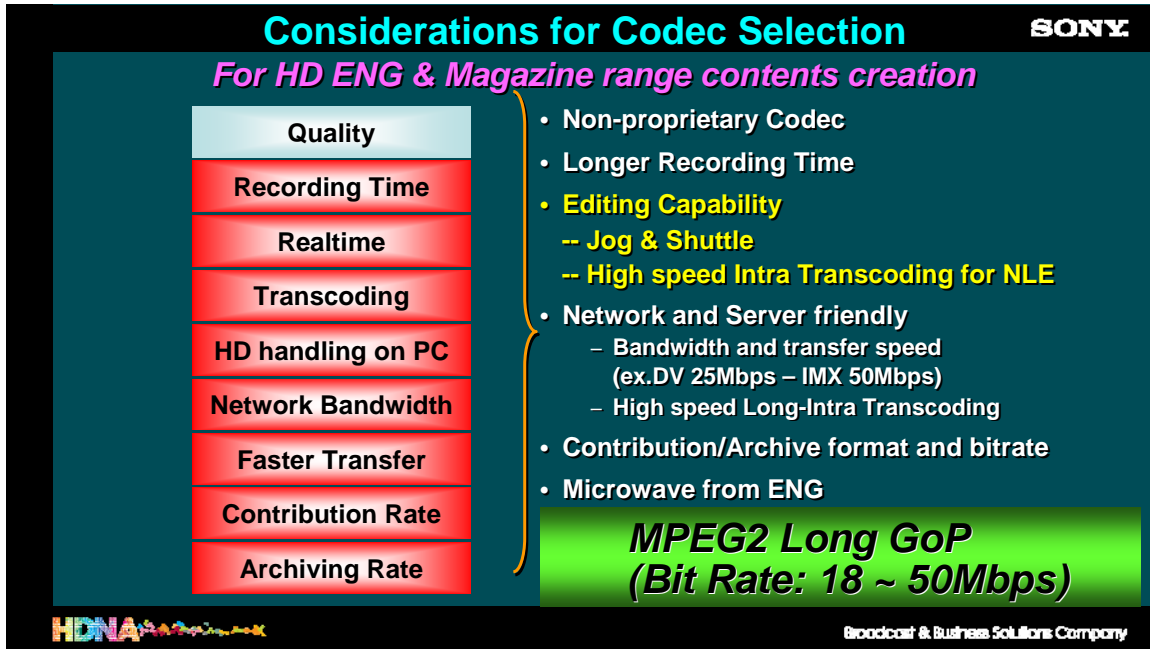 Considerations for Codec Selection
SONY
For HD ENG & Magazine range contents creation
Quality
Recording Time
Realtime
Transcoding
HD handling on PC
Network Bandwidth
Faster Transfer
Contribution Rate
Archiving Rate
• Non-proprietary Codec
• Longer Recording Time
• Editing Capability
-- Jog & Shuttle
-- High speed Intra Transcoding for NLE
• Network and Server friendly
– Bandwidth and transfer speed
(ex.DV 25Mbps – IMX 50Mbps)
– High speed Long-Intra Transcoding
• Contribution/Archive format and bitrate
• Microwave from ENG
MPEG2 Long GoP
(Bit Rate: 18 ~ 50Mbps)
HDNA
Broadcast & Business Solutions Company